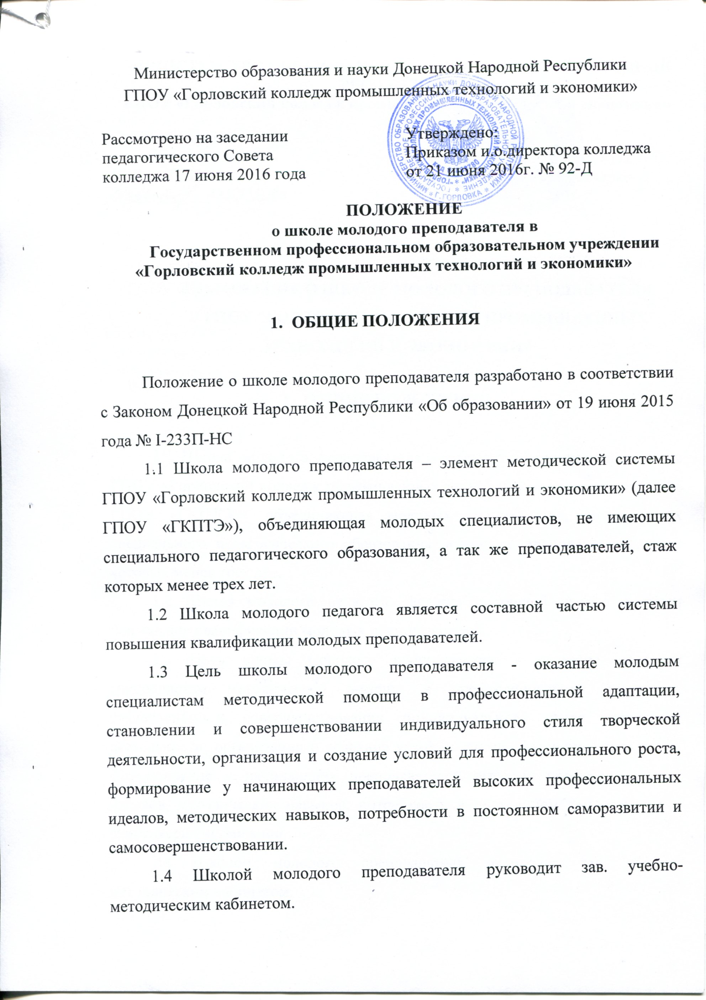 Министерство образования и науки Донецкой Народной Республики
ГПОУ «Горловский колледж промышленных технологий и экономики»
Рассмотрено на заседании
педагогического Совета
колледжа 17 июня 2016 года
Утверждено:
Приказом и.о.директора колледжа
от 21 июня 2016г. № 92-Д
МИНИСТЕРСТВО ОБРАЗОВАНИЯ И НАУКИ ДОНЕЦКОЙ НАРОДНОЙ РЕСПУБЛИКИ * Г. ГОРЛОВКА *
ГОСУДАРСТВЕННОЕ ПРОФЕССИОНАЛЬНОЕ ОБРАЗОВАТЕЛЬНОЕ УЧРЕЖДЕНИЕ *
"ГОРЛОВСКИЙ КОЛЛЕДЖ ПРОМЫШЛЕННЫХ ТЕХНОЛОГИЙ И ЭКОНОМИКИ" *
ПОЛОЖЕНИЕ
о школе молодого преподавателя в
Государственном профессиональном образовательном учреждении
«Горловский колледж промышленных технологий и экономики»
1. ОБЩИЕ ПОЛОЖЕНИЯ
Положение о школе молодого преподавателя разработано в соответствии
с Законом Донецкой Народной Республики «Об образовании» от 19 июня 2015
года № I-233П-НС
1.1 Школа молодого преподавателя – элемент методической системы
ГПОУ «Горловский колледж промышленных технологий и экономики» (далее
ГПОУ «ГКПТЭ»), объединяющая молодых специалистов, не имеющих
специального педагогического образования, а так же преподавателей, стаж
которых менее трех лет.
1.2 Школа молодого педагога является составной частью системы
повышения квалификации молодых преподавателей.
1.3 Цель школы молодого преподавателя - оказание молодым
специалистам методической помощи в профессиональной адаптации,
становлении и совершенствовании индивидуального стиля творческой
деятельности, организация и создание условий для профессионального роста,
формирование у начинающих преподавателей высоких профессиональных
идеалов, методических навыков, потребности в постоянном саморазвитии и
самосовершенствовании.
1.4 Школой молодого преподавателя руководит зав. учебно-
методическим кабинетом.